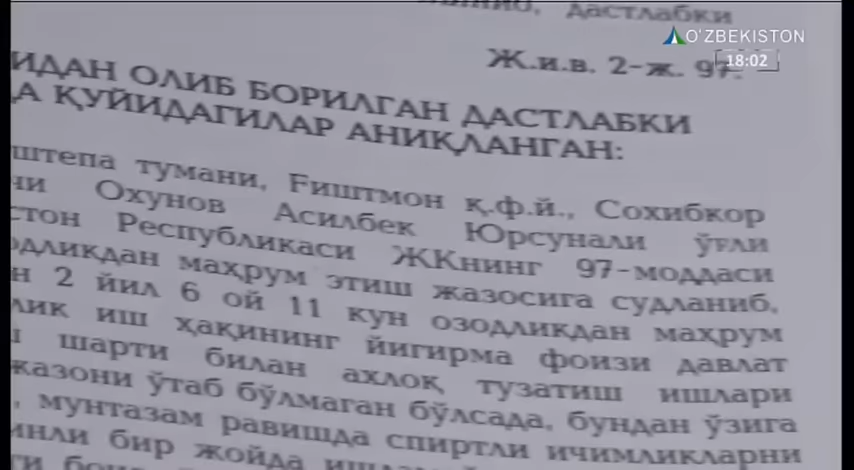 дастлабки
O'ZBEKISTON
Ж.и.в. 2-ж. 97.
18:02
ИДАН ОЛИБ БОРИЛГАН ДАСТЛАБКИ
ДА ҚУЙИДАГИЛАР АНИҚЛАНГАН:
штепа тумани, Ғиштмон қ.ф.й., Сохибкор
чи Охунов Асилбек Юрсунали ўғли
стон Республикаси ЖКнинг 97-моддаси
одликдан маҳрум этиш жазосига судланиб,
н 2 йил 6 ой 11 кун озодликдан маҳрум
лик иш ҳақининг йигирма фоизи давлат
шарти билан ахлоқ тузатиш ишлари
жазони ўтаб бўлмаган бўлсада, бундан ўзига
, мунтазам равишда спиртли ичимликларни
инли бир жойда